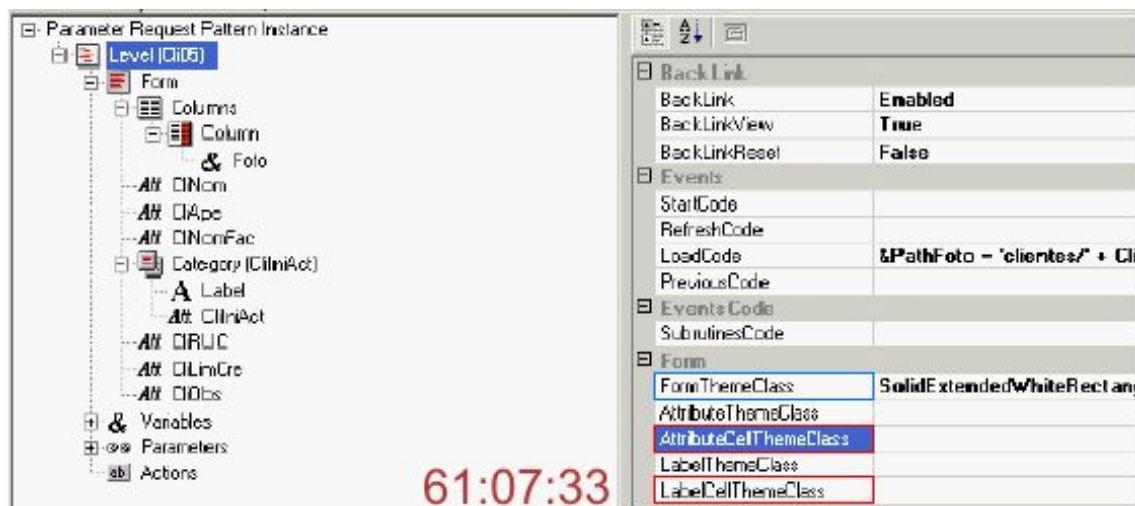 Parameter Request Pattern Instance
Level (Cli05)
Form
Columns
Column
& Foto
Att CliNom
Att CliApe
Att CliNomFac
Category (CliIniAct)
A Label
Att CliIniAct
Att CliRUC
Att CliLimCre
Att CliObs
& Variables
Parameters
ab Actions
61:07:33
Back Link
BackLink Enabled
BackLinkView True
BackLinkReset False
Events
StartCode
RefreshCode
LoadCode &PathFoto = 'clientes/' + Cli
PreviousCode
Events Code
SubrutinesCode
Form
FormThemeClass SolidExtendedWhiteRectang
AttributeThemeClass
AttributeCellThemeClass
LabelThemeClass
LabelCellThemeClass